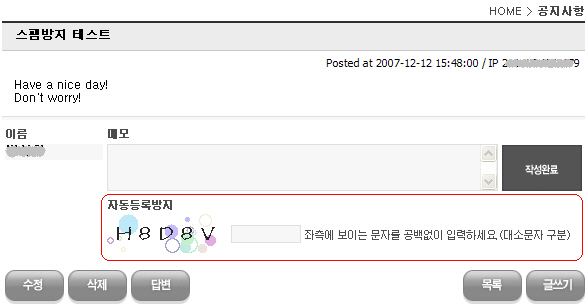 HOME > 공지사항
스팸방지 테스트
Posted at 2007-12-12 15:48:00 / IP 2
Have a nice day!
Don't worry!
이름
메모
작성완료
자동등록방지
H8D8V
좌측에 보이는 문자를 공백없이 입력하세요.(대소문자 구분)
수정 삭제 답변 목록 글쓰기